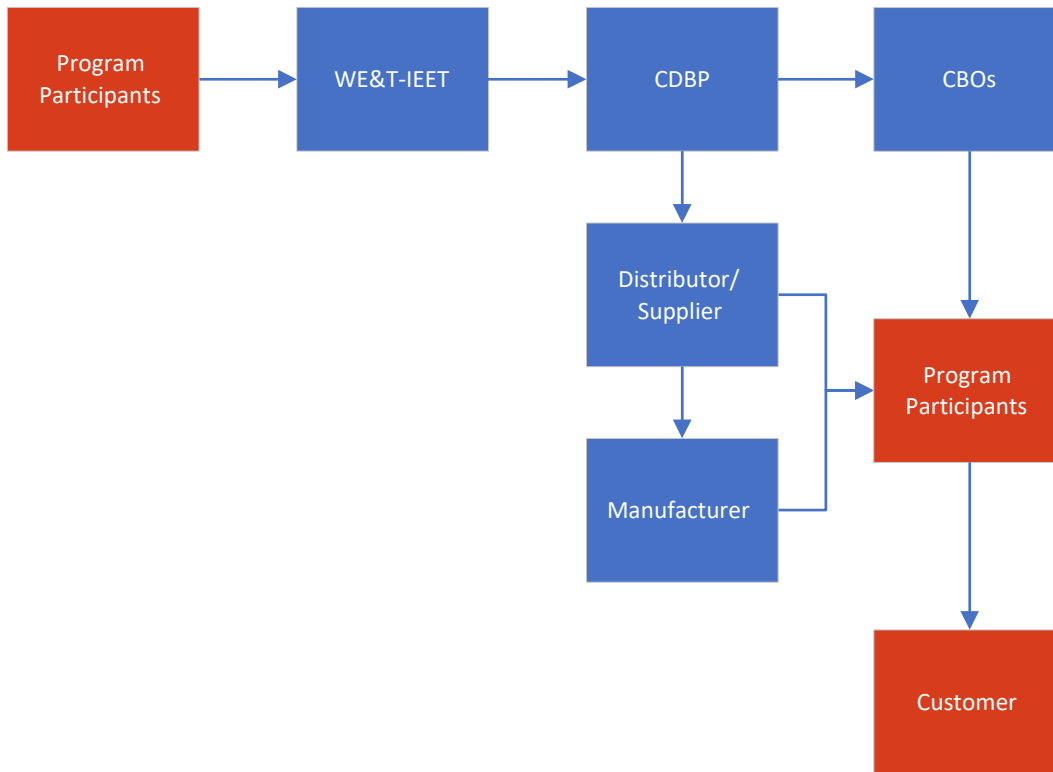 Program
Participants
WE&T-IEET
CDBP
CBOs
Distributor/
Supplier
Program
Participants
Manufacturer
Customer